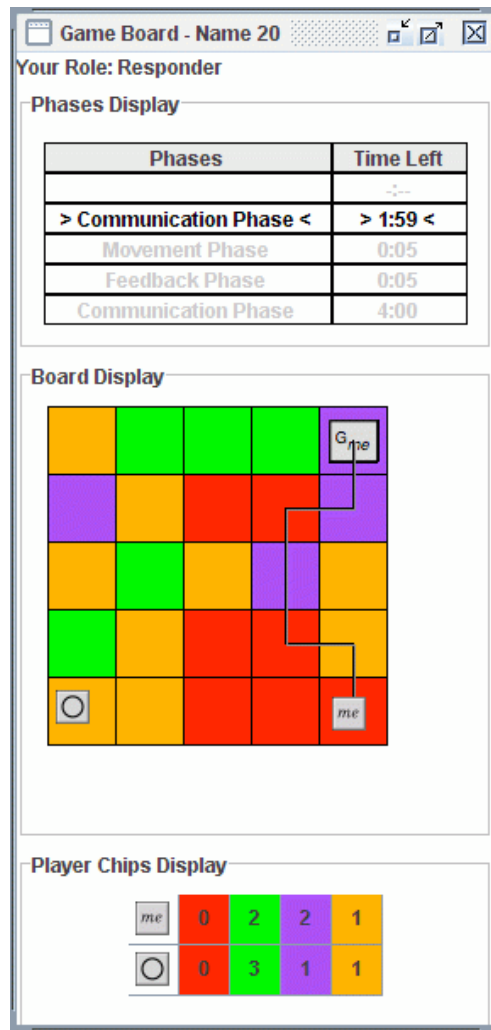 Game Board - Name 20
Your Role: Responder
Phases Display
Phases Time Left
-:--
> Communication Phase < > 1:59 <
Movement Phase 0:05
Feedback Phase 0:05
Communication Phase 4:00
Board Display
G me
me
Player Chips Display
me 0 2 2 1
0 3 1 1